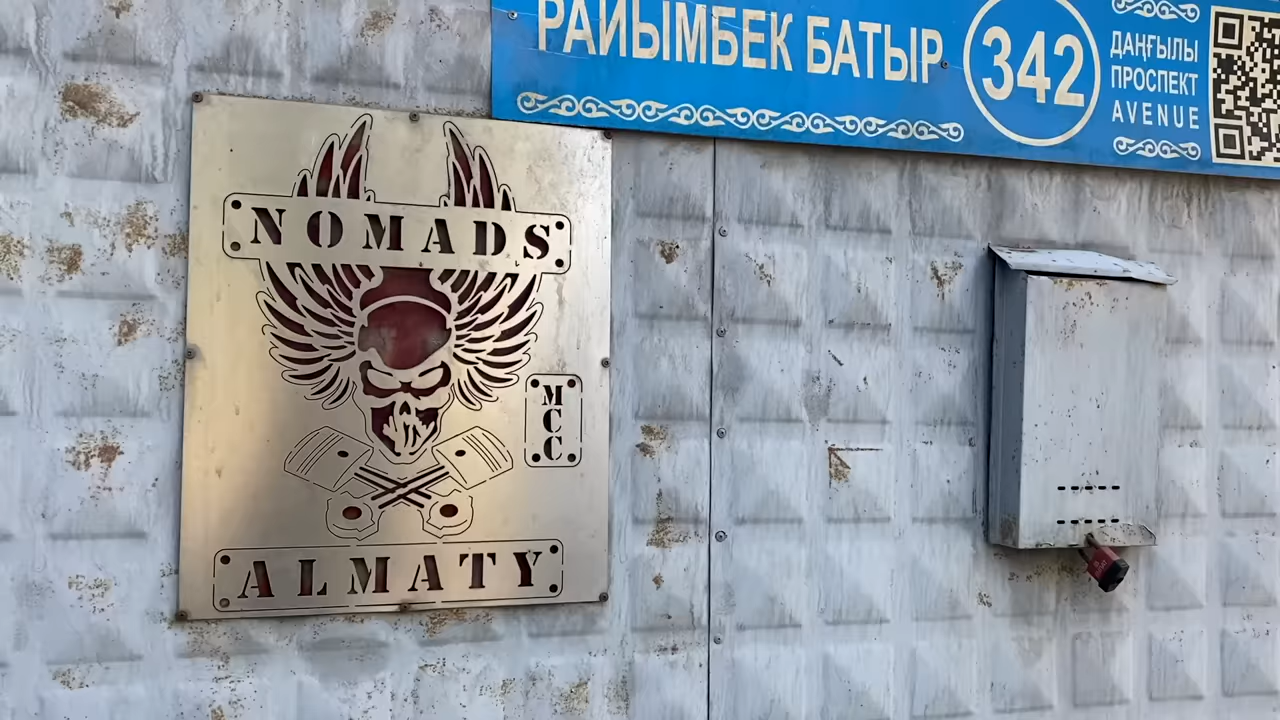 РАЙЫМБЕК БАТЫР
342
ДАҢҒЫЛЫ
ПРОСПЕКТ
AVENUE
NOMADS
MCC
ALMATY